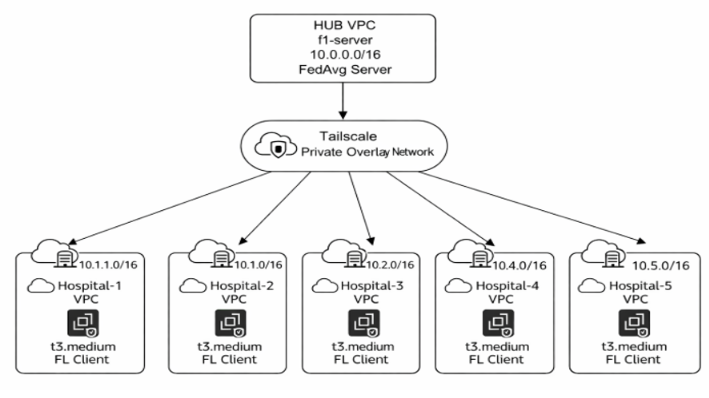 HUB VPC
f1-server
10.0.0.0/16
FedAvg Server
Tailscale
Private Overlay Network
10.1.1.0/16
Hospital-1
VPC
t3.medium
FL Client
10.1.0/16
Hospital-2
VPC
t3.medium
FL Client
10.2.0/16
Hospital-3
VPC
t3.medium
FL Client
10.4.0/16
Hospital-4
VPC
t3.medium
FL Client
10.5.0/16
Hospital-5
VPC
t3.medium
FL Client